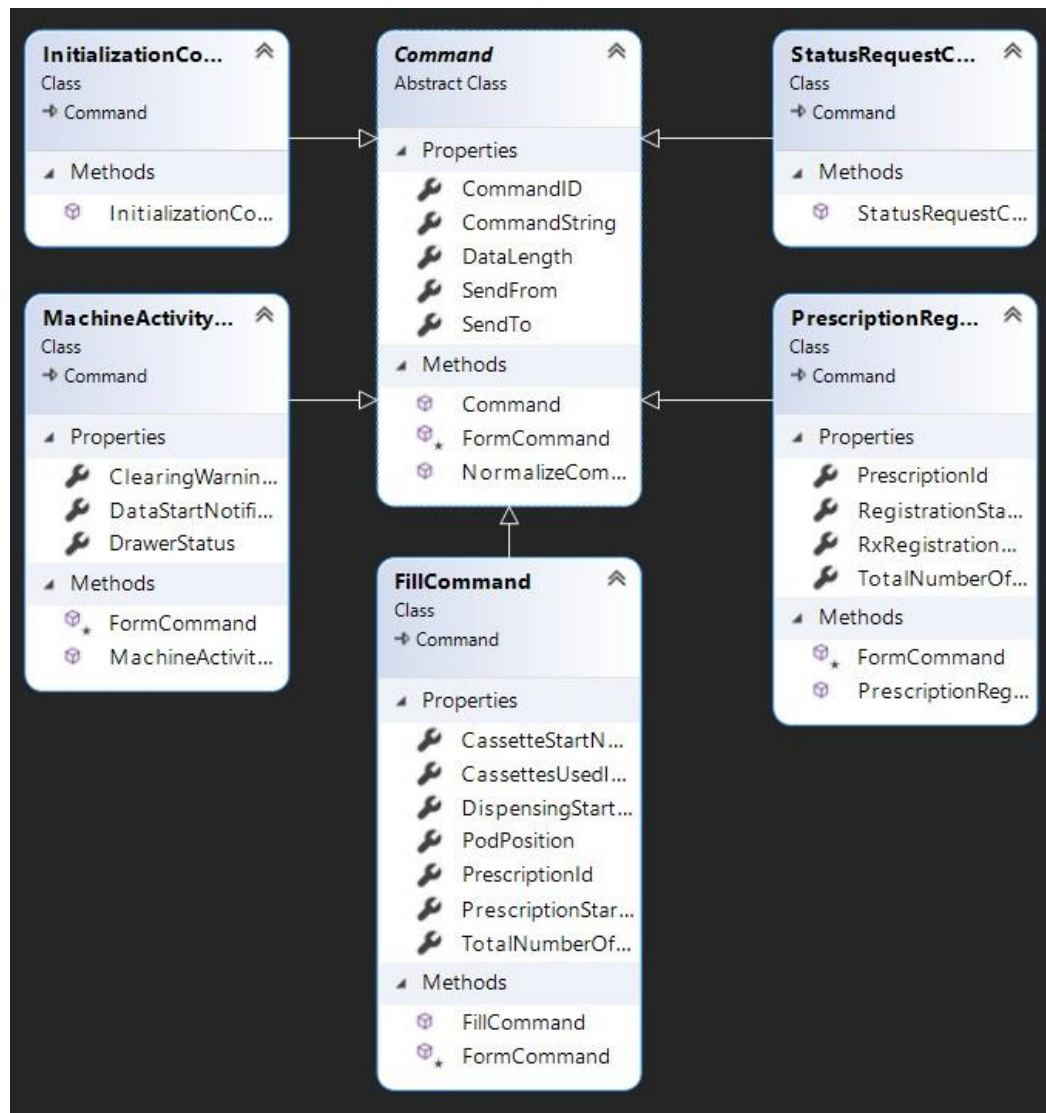 InitializationCo...
Class
Command
Methods
InitializationCo...
Command
Abstract Class
Properties
CommandID
CommandString
DataLength
SendFrom
SendTo
Methods
Command
FormCommand
NormalizeCom...
StatusRequestC...
Class
Command
Methods
StatusRequestC...
MachineActivity...
Class
Command
Properties
ClearingWarnin...
DataStartNotifi...
DrawerStatus
Methods
FormCommand
MachineActivit...
PrescriptionReg...
Class
Command
Properties
PrescriptionId
RegistrationSta...
RxRegistration...
TotalNumberOf...
Methods
FormCommand
PrescriptionReg...
FillCommand
Class
Command
Properties
CassetteStartN...
CassettesUsedI...
DispensingStart...
PodPosition
PrescriptionId
PrescriptionStar...
TotalNumberOf...
Methods
FillCommand
FormCommand